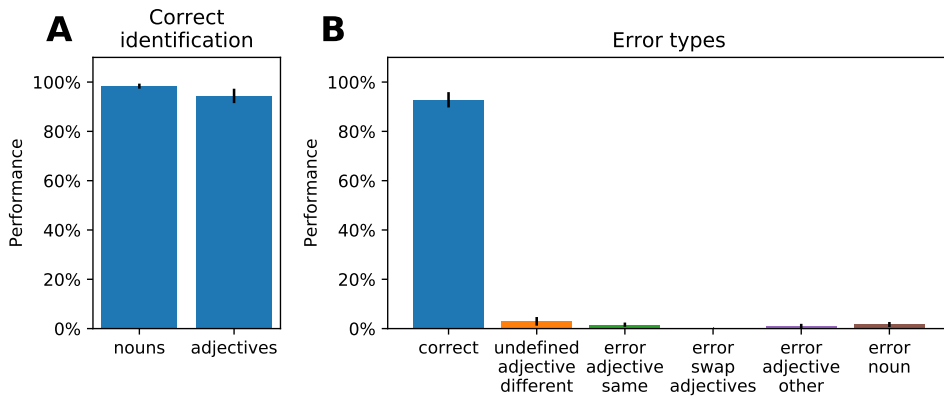 A
Correct
identification
Performance
100%
80%
60%
40%
20%
0%
nouns
adjectives
B
Error types
Performance
100%
80%
60%
40%
20%
0%
correct
undefined
adjective
different
error
adjective
same
error
swap
adjectives
error
adjective
other
error
noun